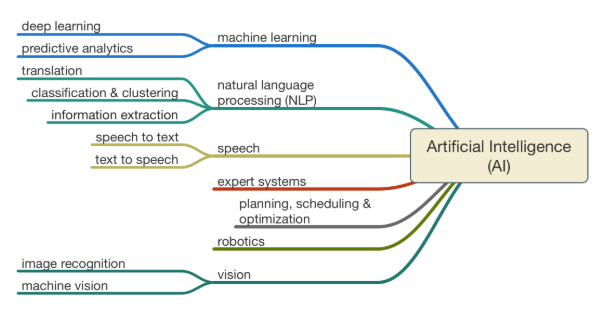 deep learning
predictive analytics
machine learning
translation
classification & clustering
information extraction
natural language
processing (NLP)
speech to text
text to speech
speech
expert systems
planning, scheduling &
optimization
robotics
image recognition
machine vision
vision
Artificial Intelligence
(AI)